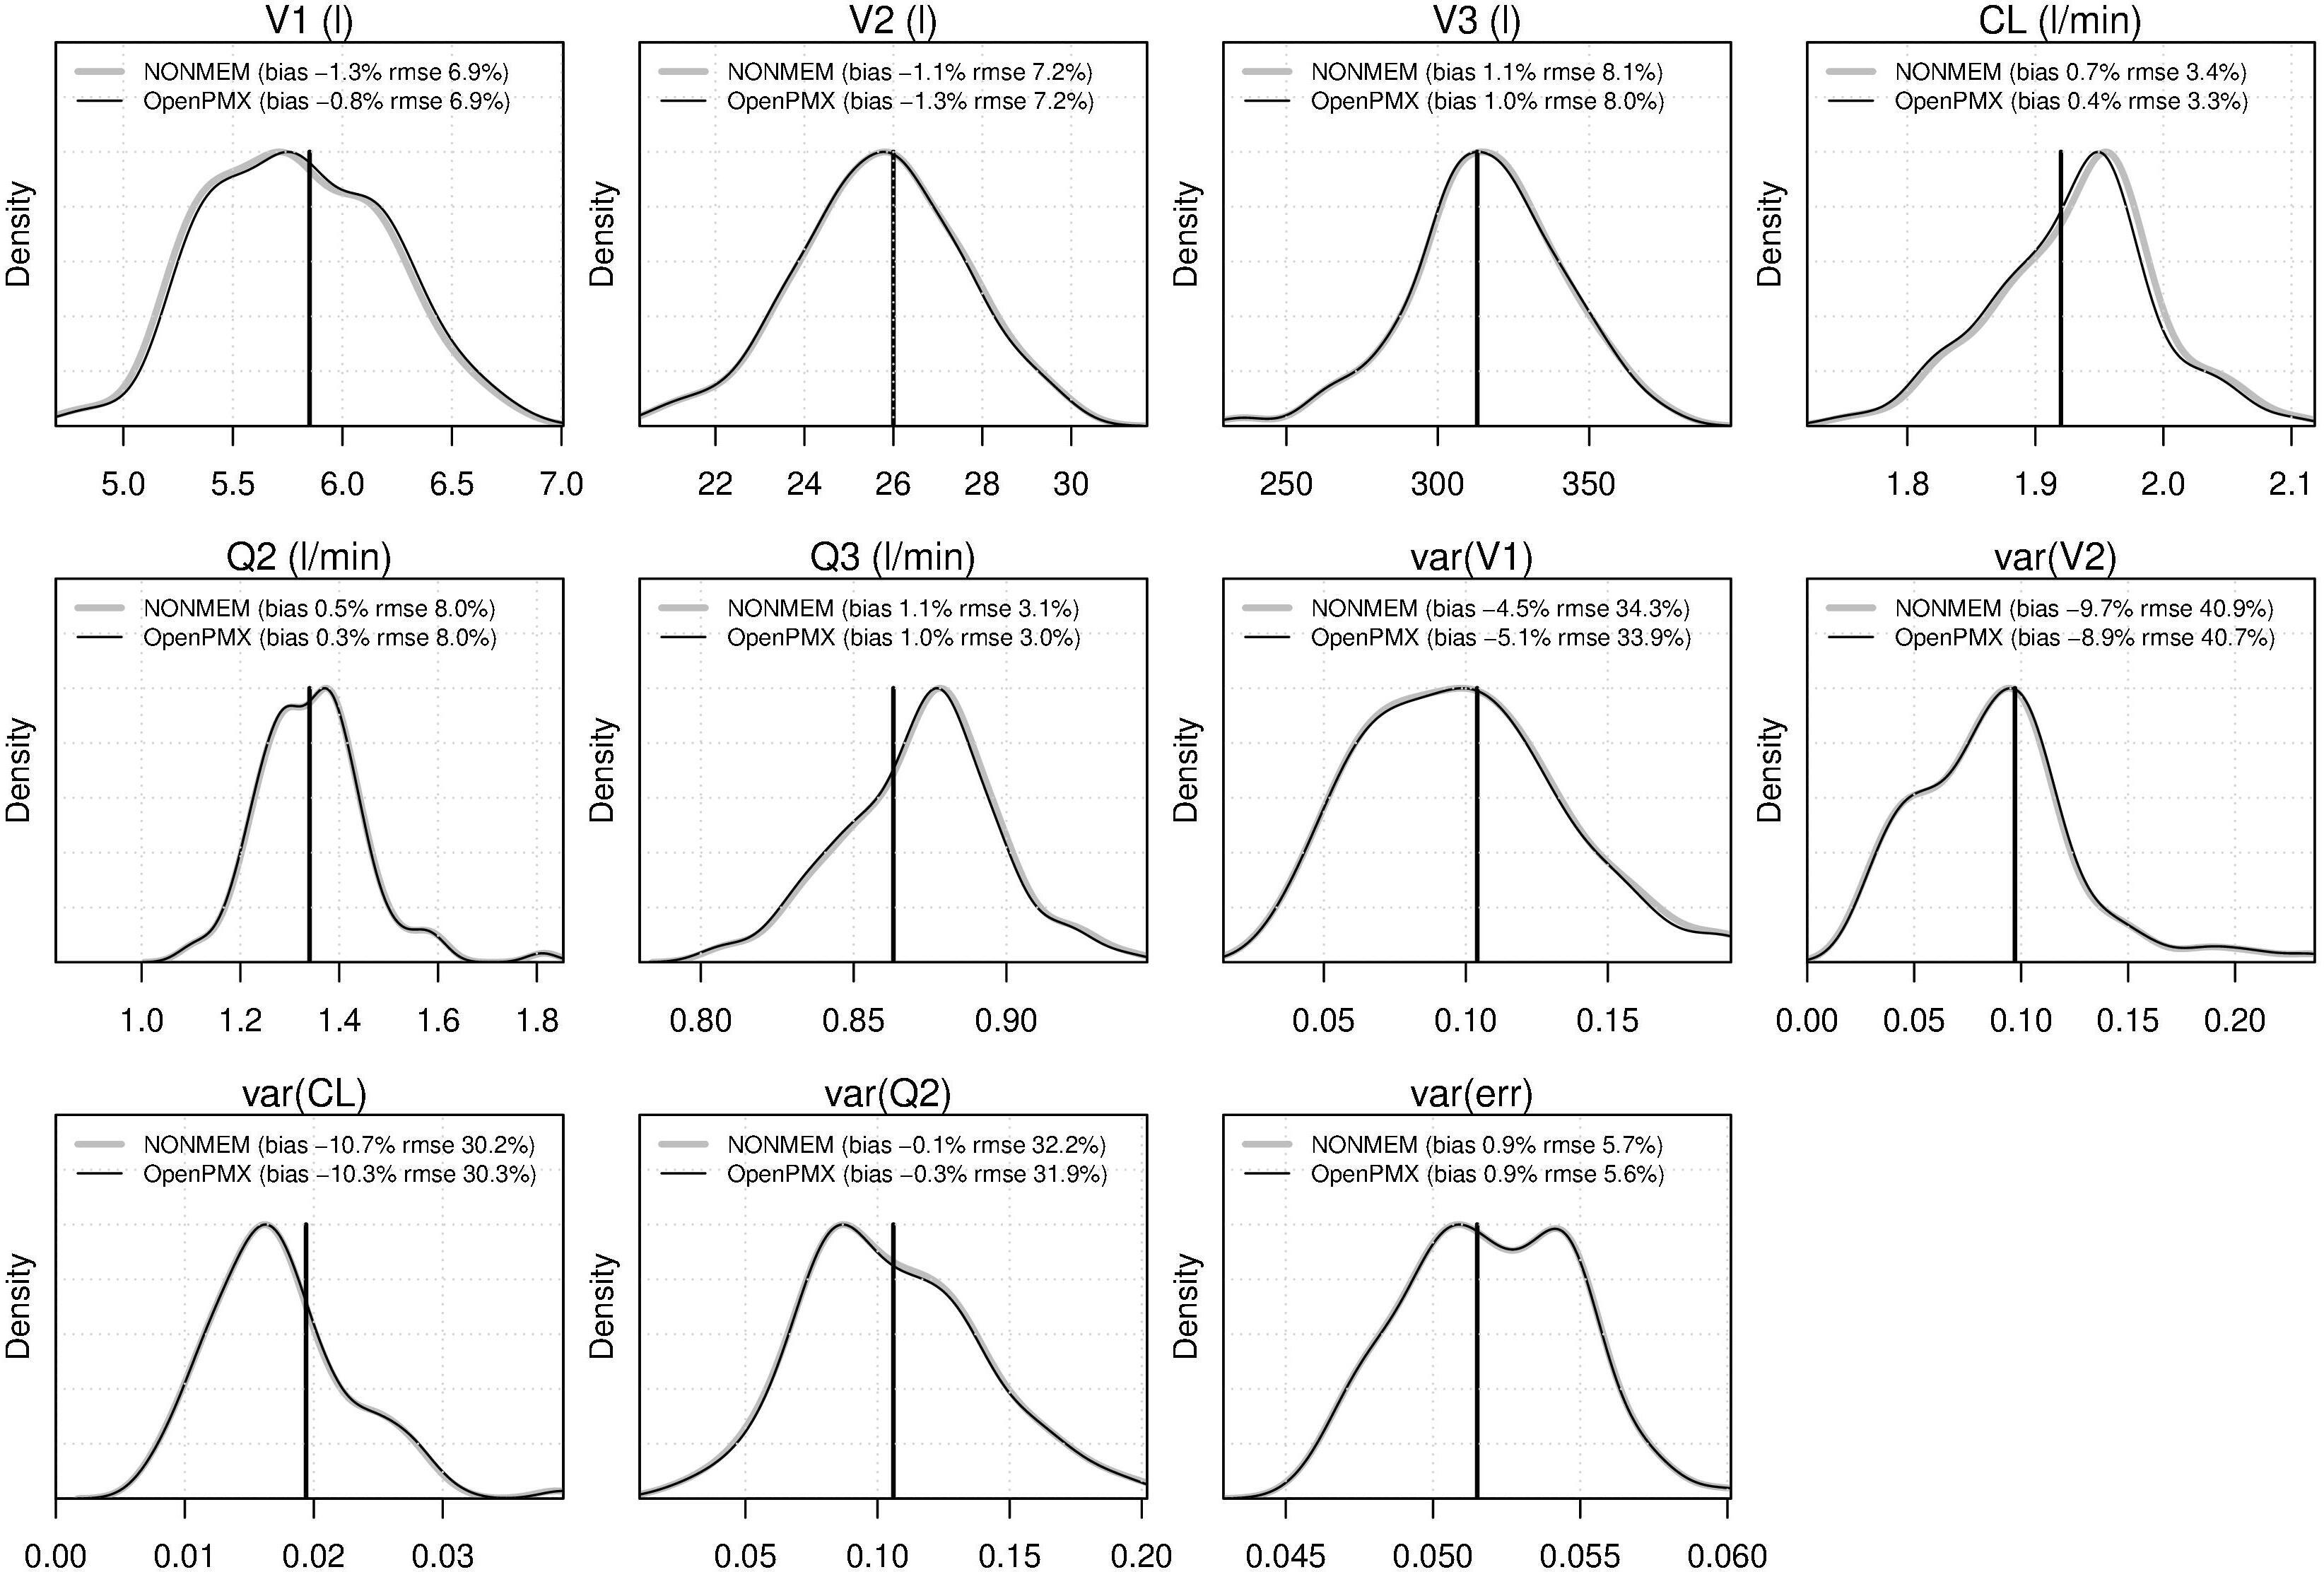 V1 (l)
NONMEM (bias −1.3% rmse 6.9%)
OpenPMX (bias −0.8% rmse 6.9%)
Density
5.0 5.5 6.0 6.5 7.0
V2 (l)
NONMEM (bias −1.1% rmse 7.2%)
OpenPMX (bias −1.3% rmse 7.2%)
Density
22 24 26 28 30
V3 (l)
NONMEM (bias 1.1% rmse 8.1%)
OpenPMX (bias 1.0% rmse 8.0%)
Density
250 300 350
CL (l/min)
NONMEM (bias 0.7% rmse 3.4%)
OpenPMX (bias 0.4% rmse 3.3%)
Density
1.8 1.9 2.0 2.1
Q2 (l/min)
NONMEM (bias 0.5% rmse 8.0%)
OpenPMX (bias 0.3% rmse 8.0%)
Density
1.0 1.2 1.4 1.6 1.8
Q3 (l/min)
NONMEM (bias 1.1% rmse 3.1%)
OpenPMX (bias 1.0% rmse 3.0%)
Density
0.80 0.85 0.90
var(V1)
NONMEM (bias −4.5% rmse 34.3%)
OpenPMX (bias −5.1% rmse 33.9%)
Density
0.05 0.10 0.15
var(V2)
NONMEM (bias −9.7% rmse 40.9%)
OpenPMX (bias −8.9% rmse 40.7%)
Density
0.00 0.05 0.10 0.15 0.20
var(CL)
NONMEM (bias −10.7% rmse 30.2%)
OpenPMX (bias −10.3% rmse 30.3%)
Density
0.00 0.01 0.02 0.03
var(Q2)
NONMEM (bias −0.1% rmse 32.2%)
OpenPMX (bias −0.3% rmse 31.9%)
Density
0.05 0.10 0.15 0.20
var(err)
NONMEM (bias 0.9% rmse 5.7%)
OpenPMX (bias 0.9% rmse 5.6%)
Density
0.045 0.050 0.055 0.060